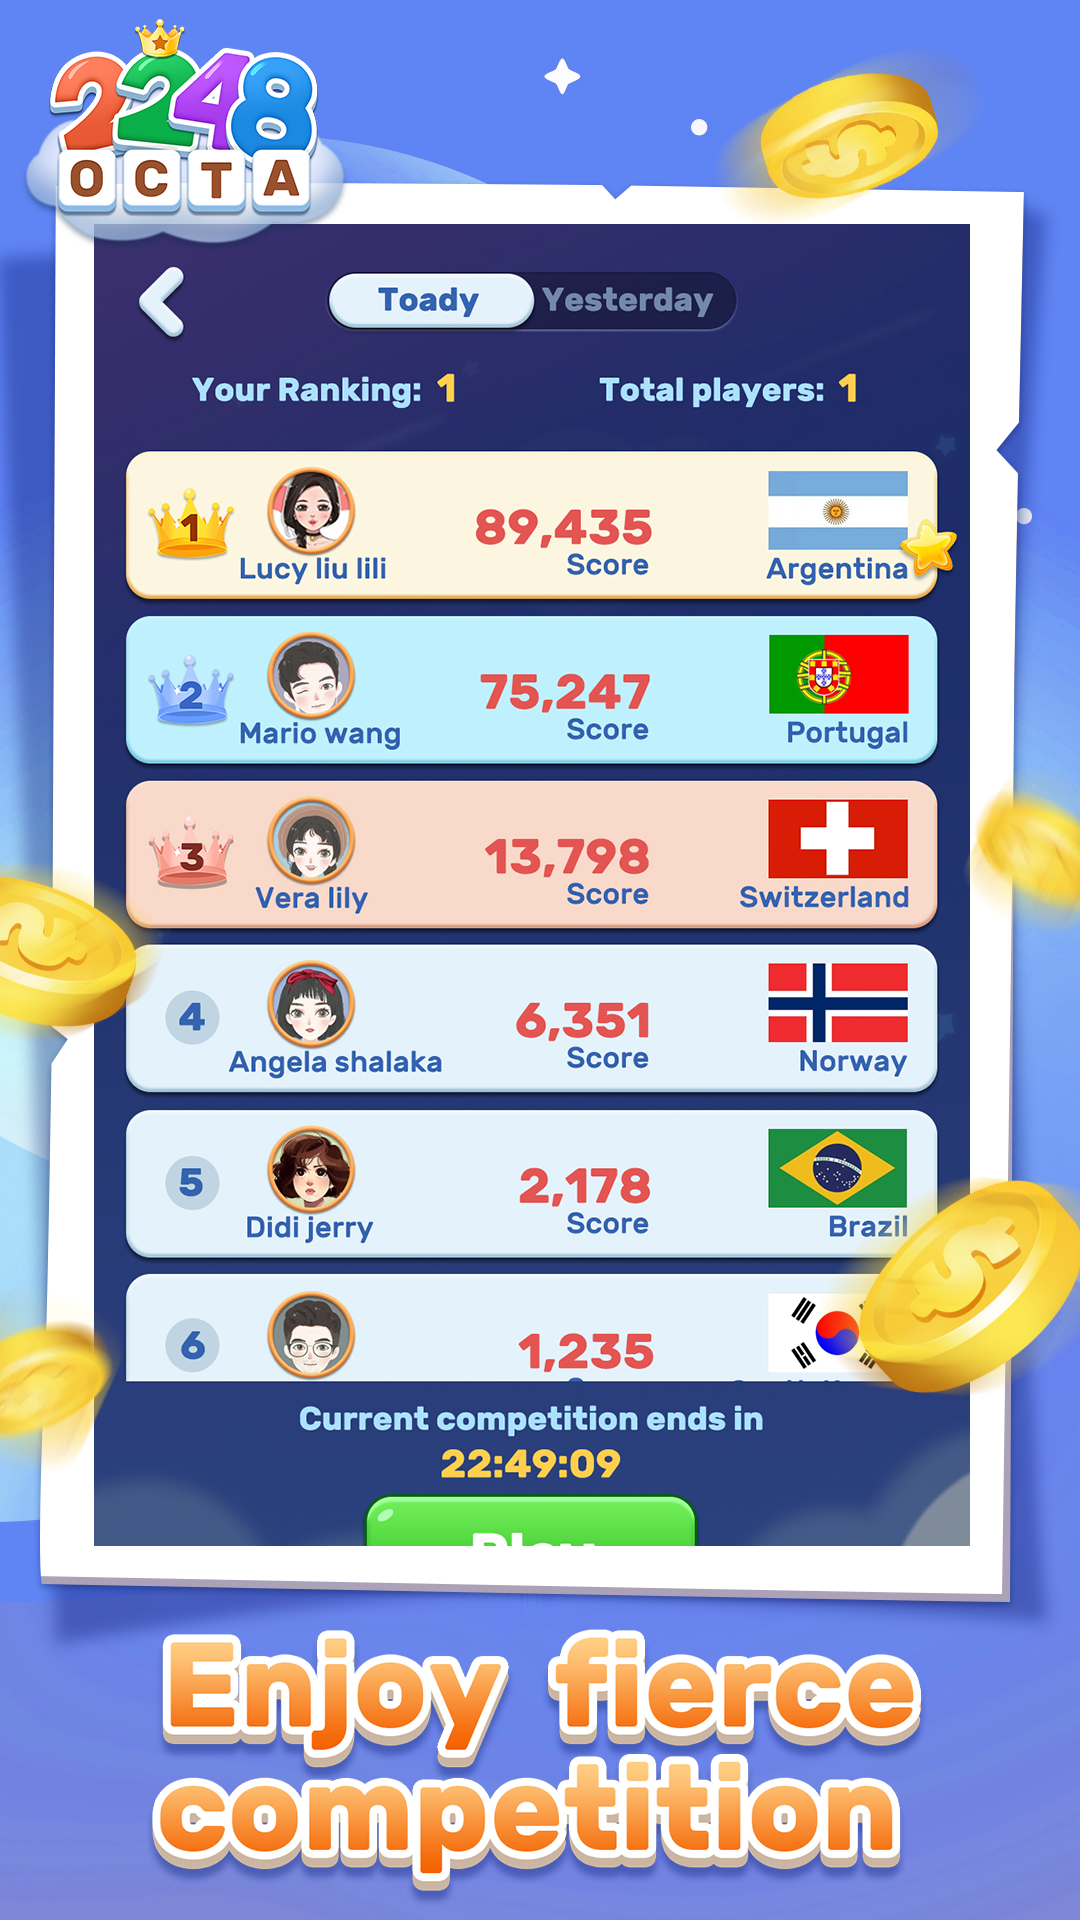 2248
OCTA
Toady Yesterday
Your Ranking: 1 Total players: 1
1 89,435
Score
Lucy liu lili Argentina
2 75,247
Score
Mario wang Portugal
3 13,798
Score
Vera lily Switzerland
4 6,351
Score
Angela shalaka Norway
5 2,178
Score
Didi jerry Brazil
6 1,235
Current competition ends in
22:49:09
Play
Enjoy fierce
competition